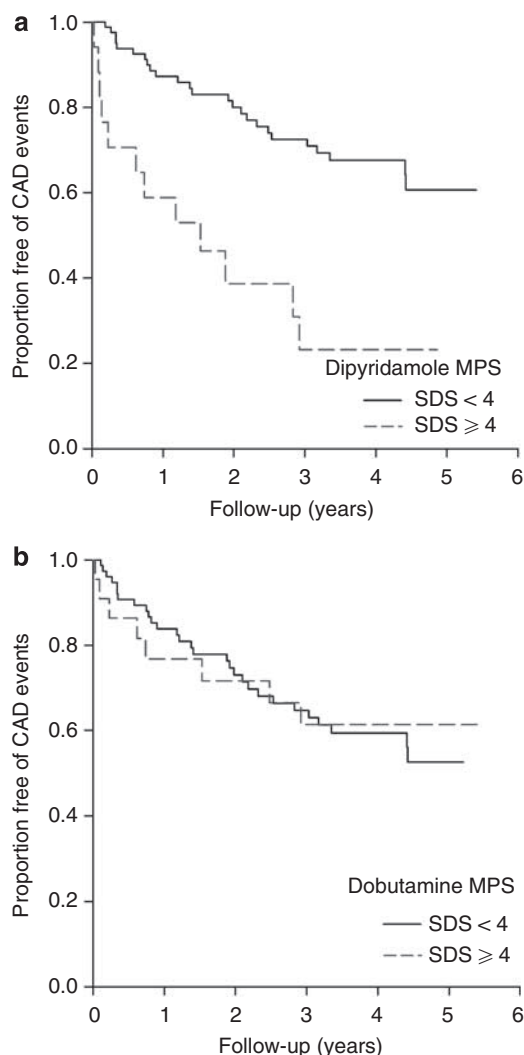 a
1.0
0.8
0.6
0.4
0.2
0.0
Proportion free of CAD events
Dipyridamole MPS
SDS < 4
SDS ⩾ 4
0 1 2 3 4 5 6
Follow-up (years)
b
1.0
0.8
0.6
0.4
0.2
0.0
Proportion free of CAD events
Dobutamine MPS
SDS < 4
SDS ⩾ 4
0 1 2 3 4 5 6
Follow-up (years)